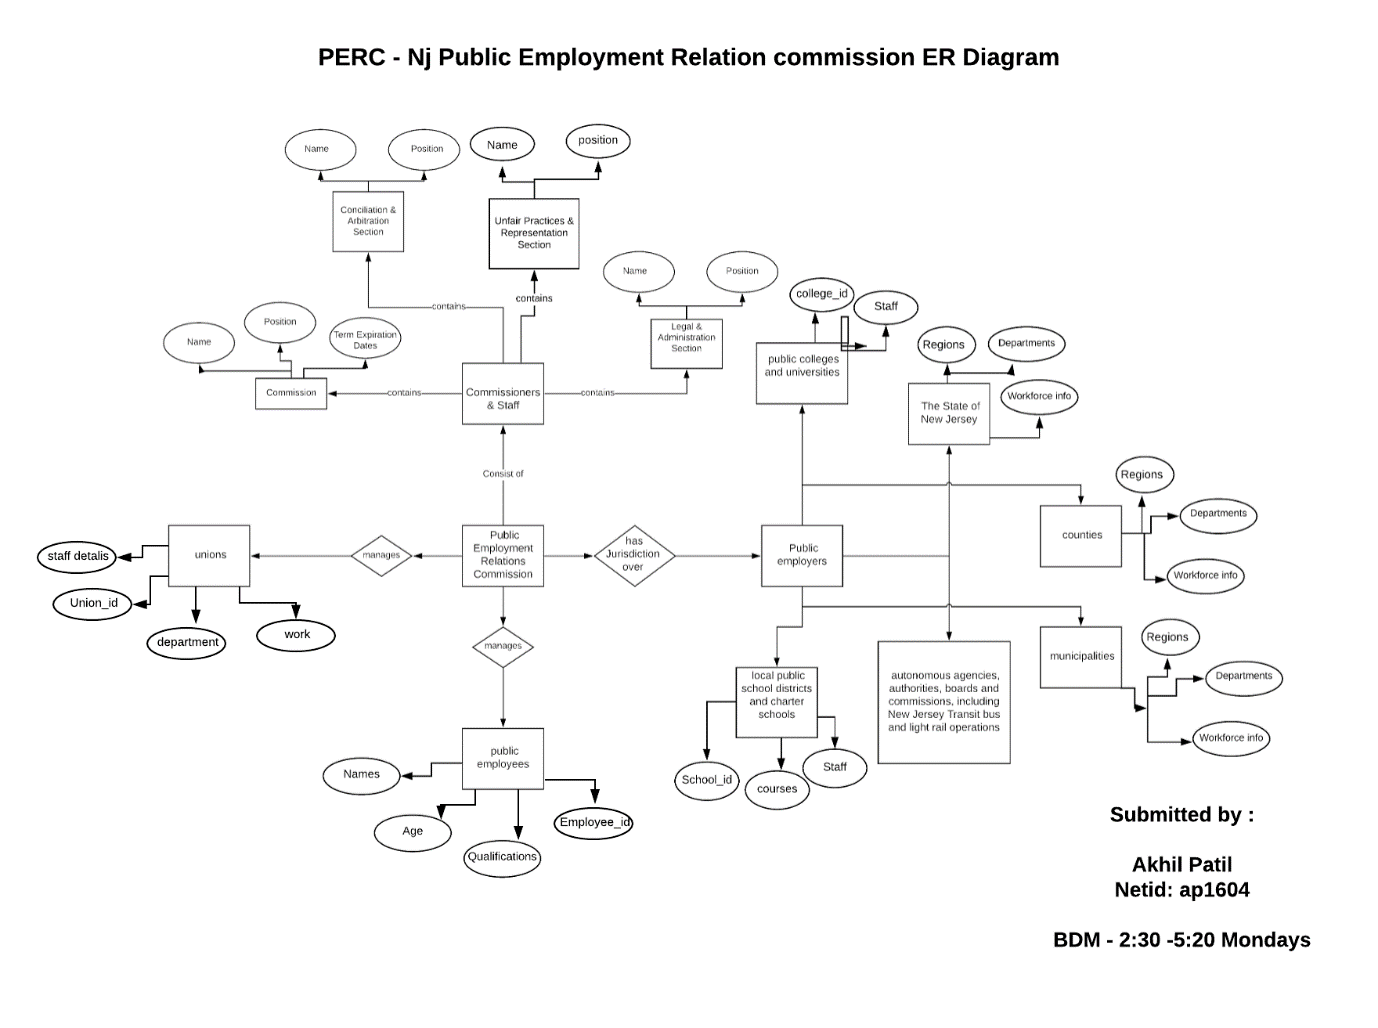 PERC - Nj Public Employment Relation commission ER Diagram
Name
Position
Name
position
Conciliation &
Arbitration
Section
Unfair Practices &
Representation
Section
Name
Position
college_id
Staff
contains
contains
Name
Position
Term Expiration
Dates
Legal &
Administration
Section
public colleges
and universities
Regions
Departments
Commission
contains
Commissioners
& Staff
contains
The State of
New Jersey
Workforce info
Consist of
Regions
Departments
counties
Workforce info
staff detalis
unions
manages
Public
Employment
Relations
Commission
has
Jurisdiction
over
Public
employers
Union_id
department
work
manages
Regions
municipalities
Departments
Workforce info
local public
school districts
and charter
schools
autonomous agencies,
authorities, boards and
commissions, including
New Jersey Transit bus
and light rail operations
School_id
courses
Staff
public
employees
Names
Age
Qualifications
Employee_id
Submitted by :
Akhil Patil
Netid: ap1604
BDM - 2:30 -5:20 Mondays